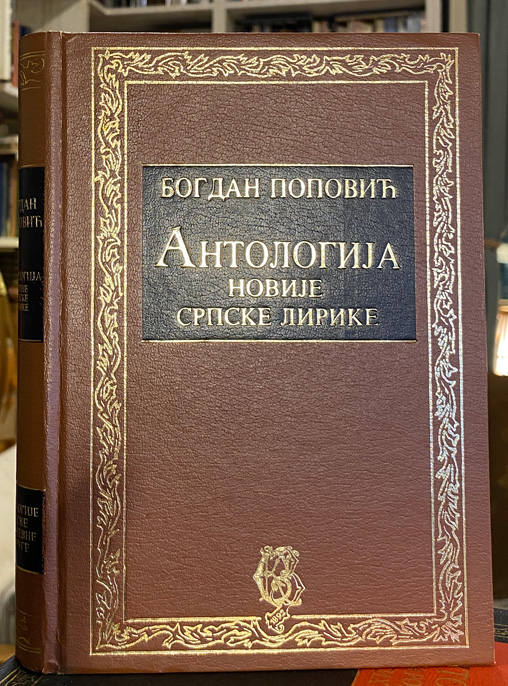 БОГДАН ПОПОВИЋ
АНТОЛОГИЈА
НОВИЈЕ
СРПСКЕ ЛИРИКЕ